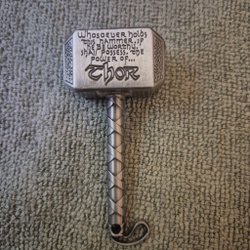 Whosoever holds
this hammer, if
he be worthy,
shall possess the
power of...
Thor